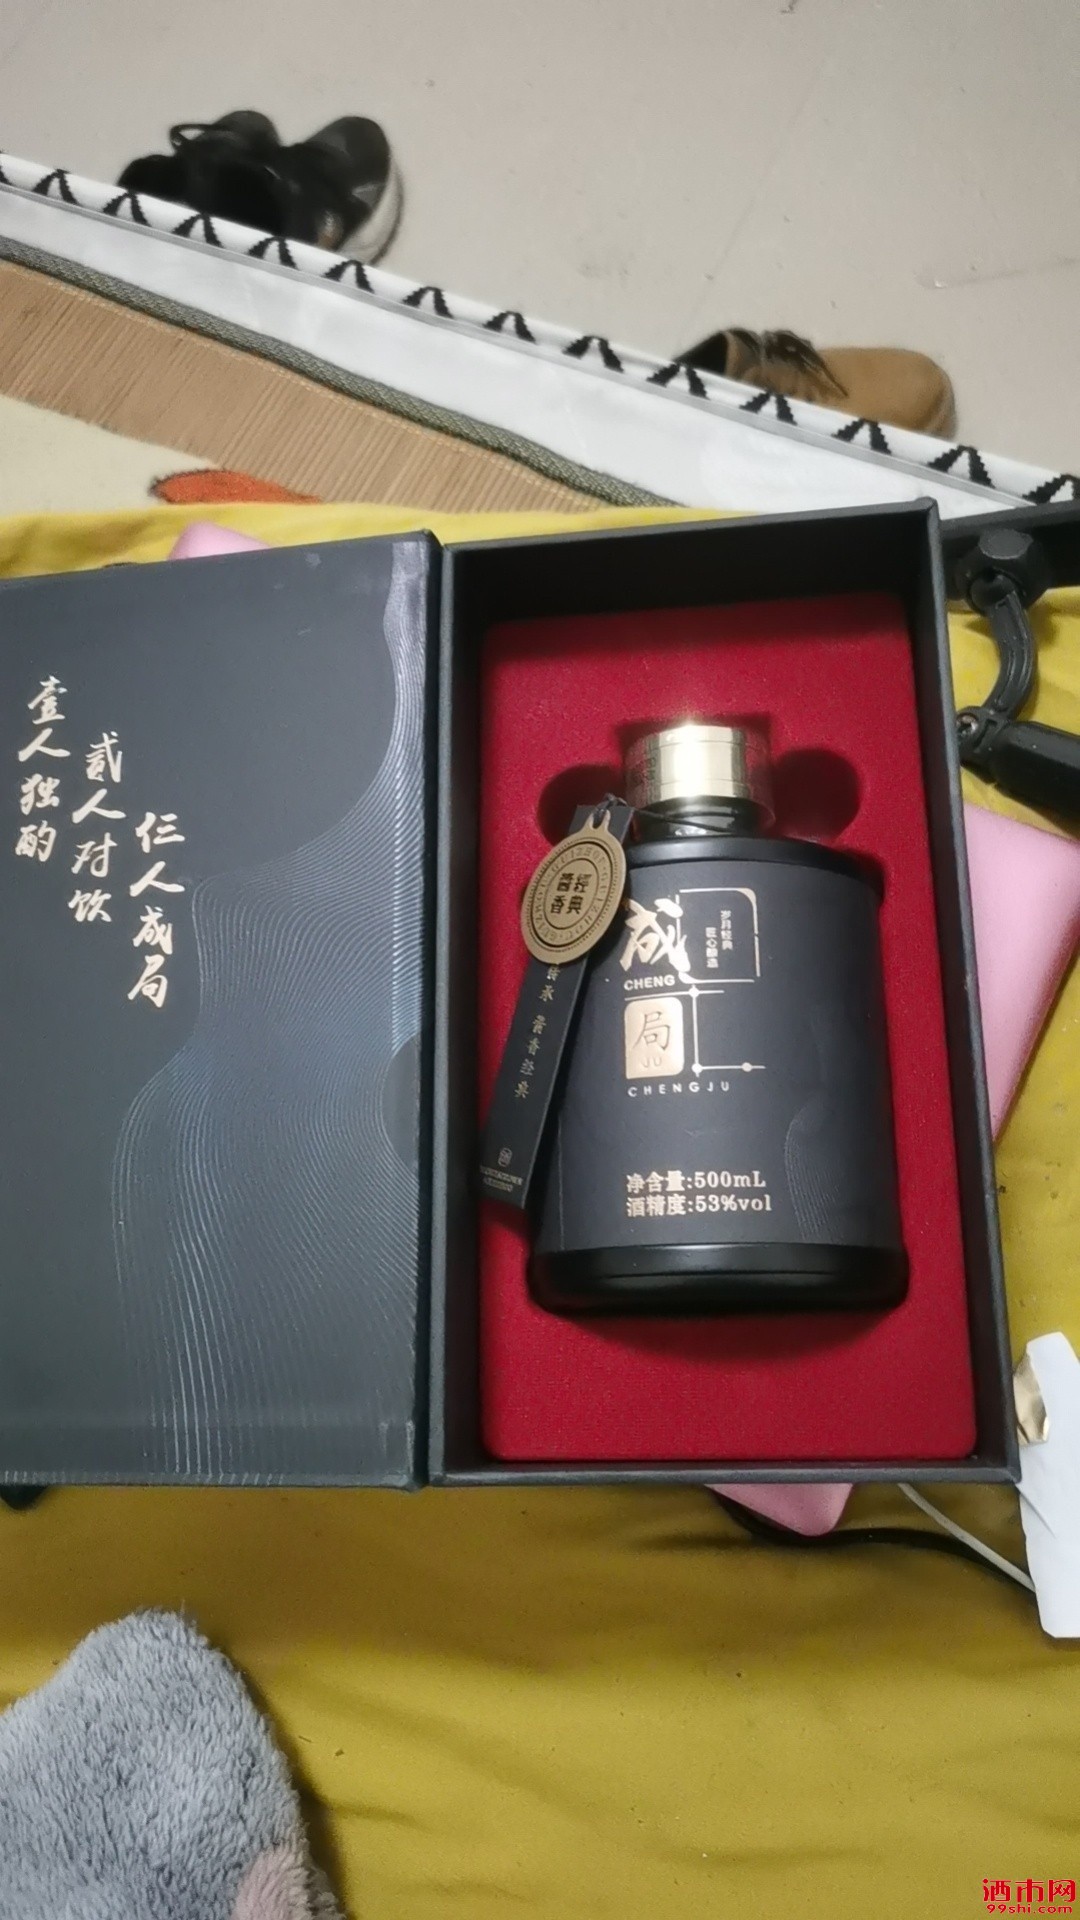 壹人独酌
贰人对饮
仨人成局
成
CHENG
岁月经典
匠心酿造
局
JU
CHENGJU
净含量:500mL
酒精度:53%vol
传承 酱香经典
酒市网
99shi.com